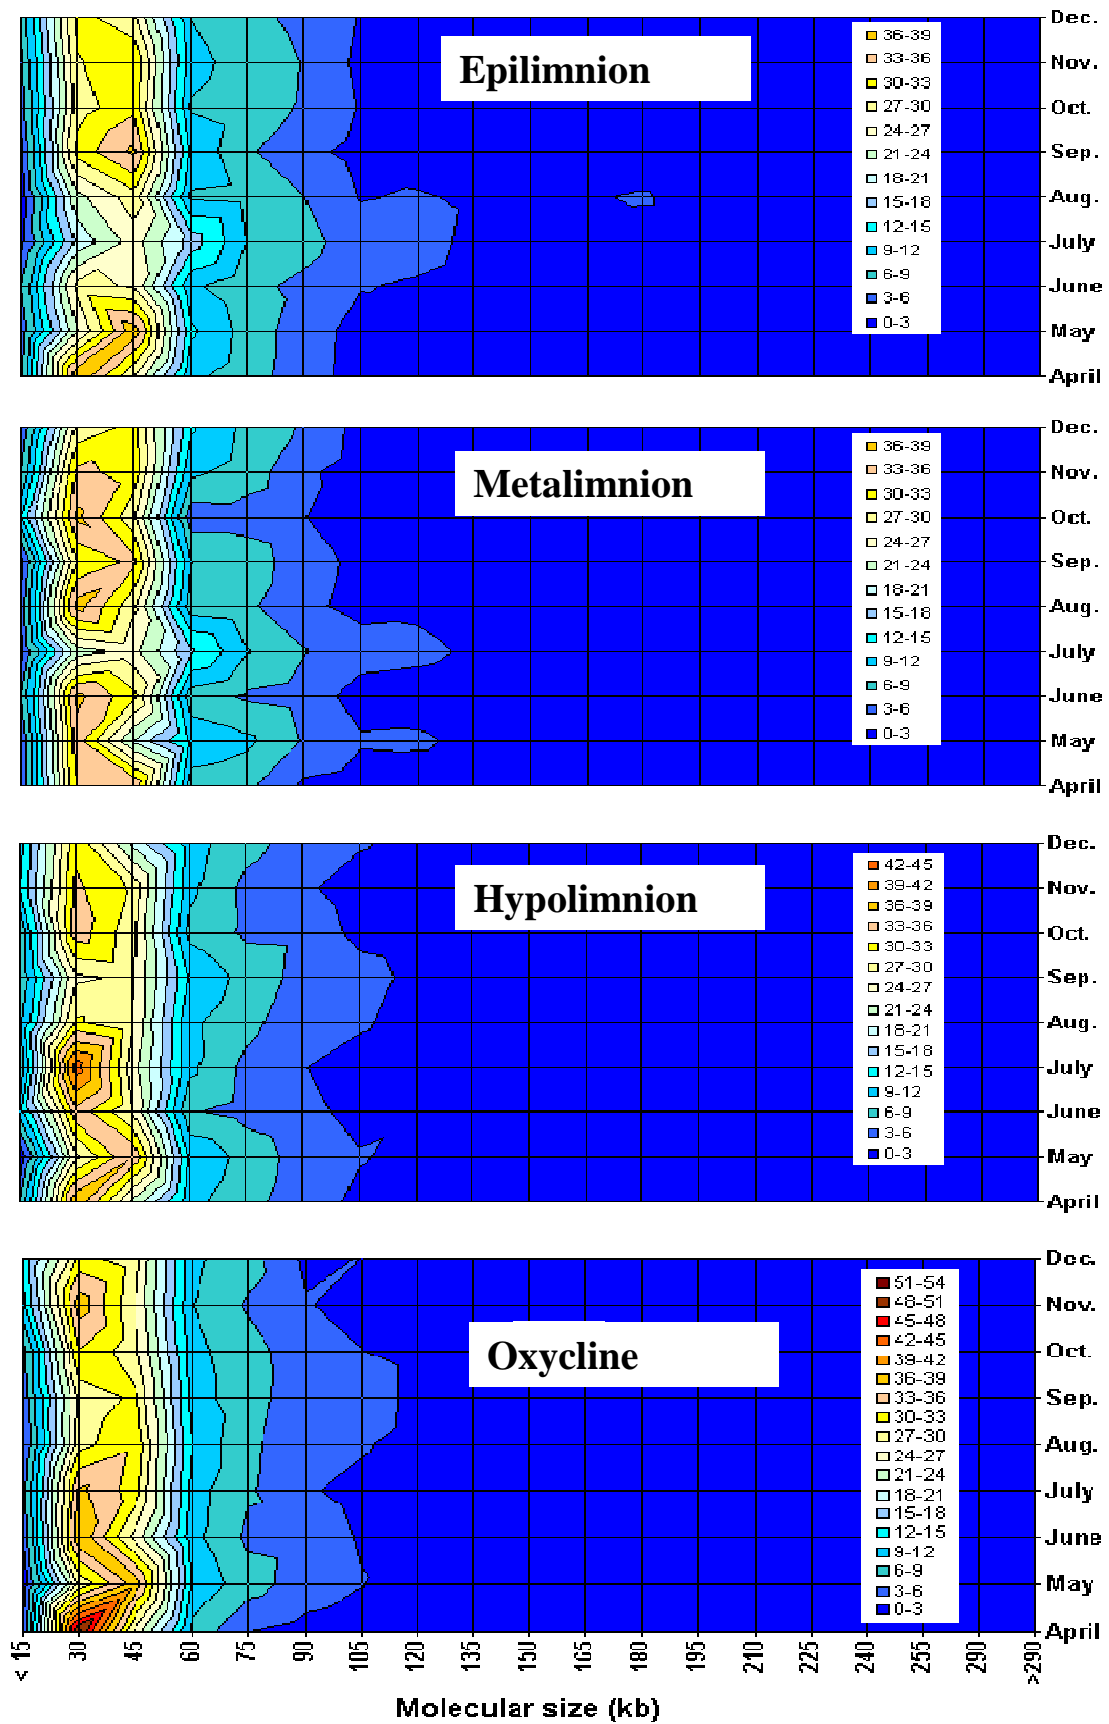 Epilimnion
36-39
33-36
30-33
27-30
24-27
21-24
18-21
15-18
12-15
9-12
6-9
3-6
0-3
Dec.
Nov.
Oct.
Sep.
Aug.
July
June
May
April
Metalimnion
36-39
33-36
30-33
27-30
24-27
21-24
18-21
15-18
12-15
9-12
6-9
3-6
0-3
Dec.
Nov.
Oct.
Sep.
Aug.
July
June
May
April
Hypolimnion
42-45
39-42
36-39
33-36
30-33
27-30
24-27
21-24
18-21
15-18
12-15
9-12
6-9
3-6
0-3
Dec.
Nov.
Oct.
Sep.
Aug.
July
June
May
April
Oxycline
51-54
48-51
45-48
42-45
39-42
36-39
33-36
30-33
27-30
24-27
21-24
18-21
15-18
12-15
9-12
6-9
3-6
0-3
Dec.
Nov.
Oct.
Sep.
Aug.
July
June
May
April
< 15
30
45
60
75
90
105
120
135
150
165
180
195
210
225
240
255
290
>290
Molecular size (kb)